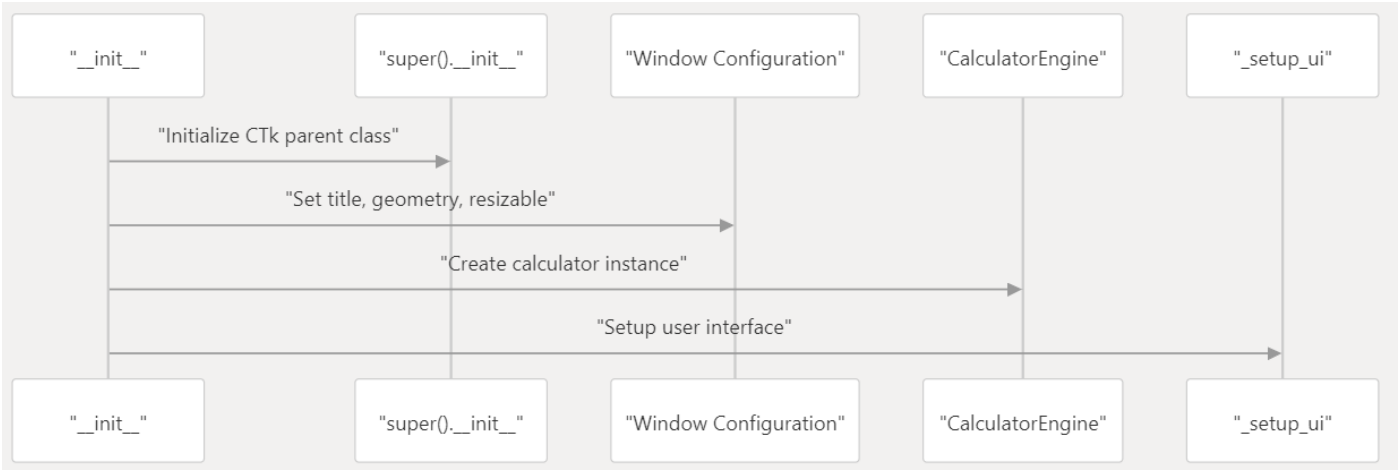 "__init__"
"super().__init__"
"Window Configuration"
"CalculatorEngine"
"_setup_ui"
"Initialize CTk parent class"
"Set title, geometry, resizable"
"Create calculator instance"
"Setup user interface"
"__init__"
"super().__init__"
"Window Configuration"
"CalculatorEngine"
"_setup_ui"